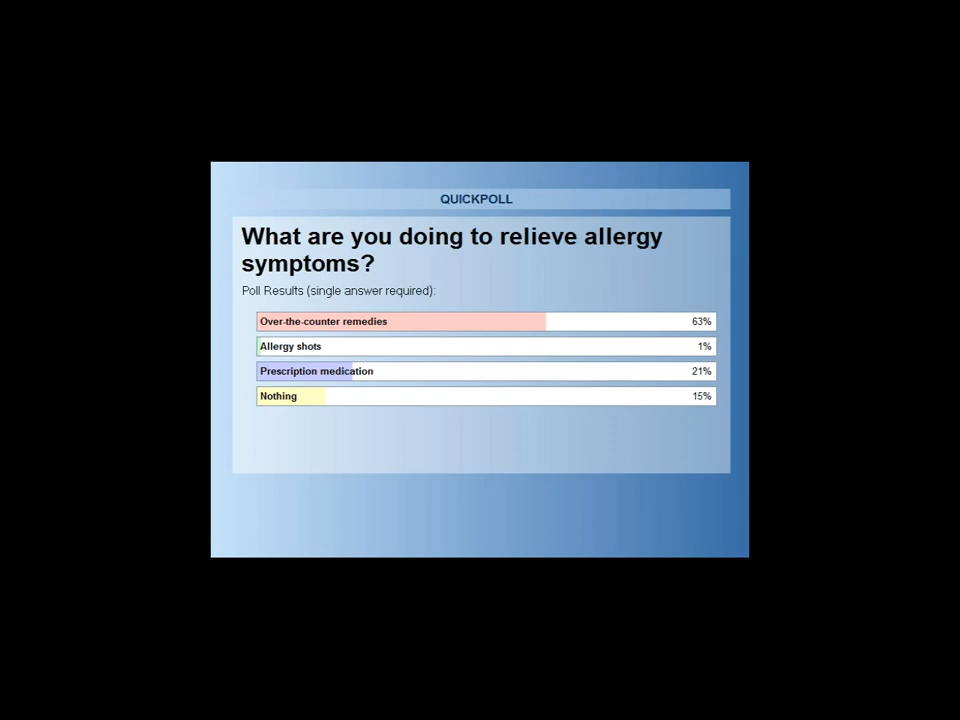 QUICKPOLL
What are you doing to relieve allergy
symptoms?
Poll Results (single answer required):
Over-the-counter remedies 63%
Allergy shots 1%
Prescription medication 21%
Nothing 15%